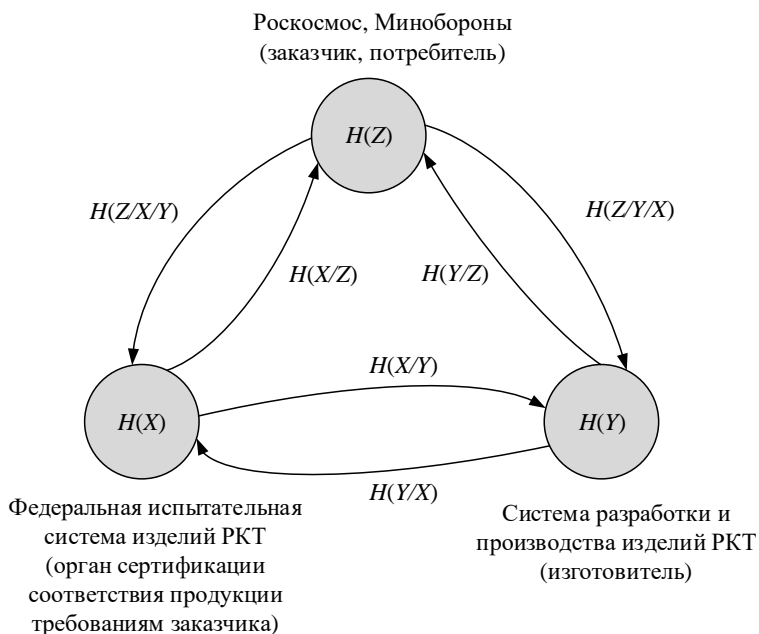 Роскосмос, Минобороны
(заказчик, потребитель)
H(Z)
H(Z/X/Y)
H(Z/Y/X)
H(X/Z)
H(Y/Z)
H(X/Y)
H(X)
H(Y)
H(Y/X)
Федеральная испытательная
система изделий РКТ
(орган сертификации
соответствия продукции
требованиям заказчика)
Система разработки и
производства изделий РКТ
(изготовитель)